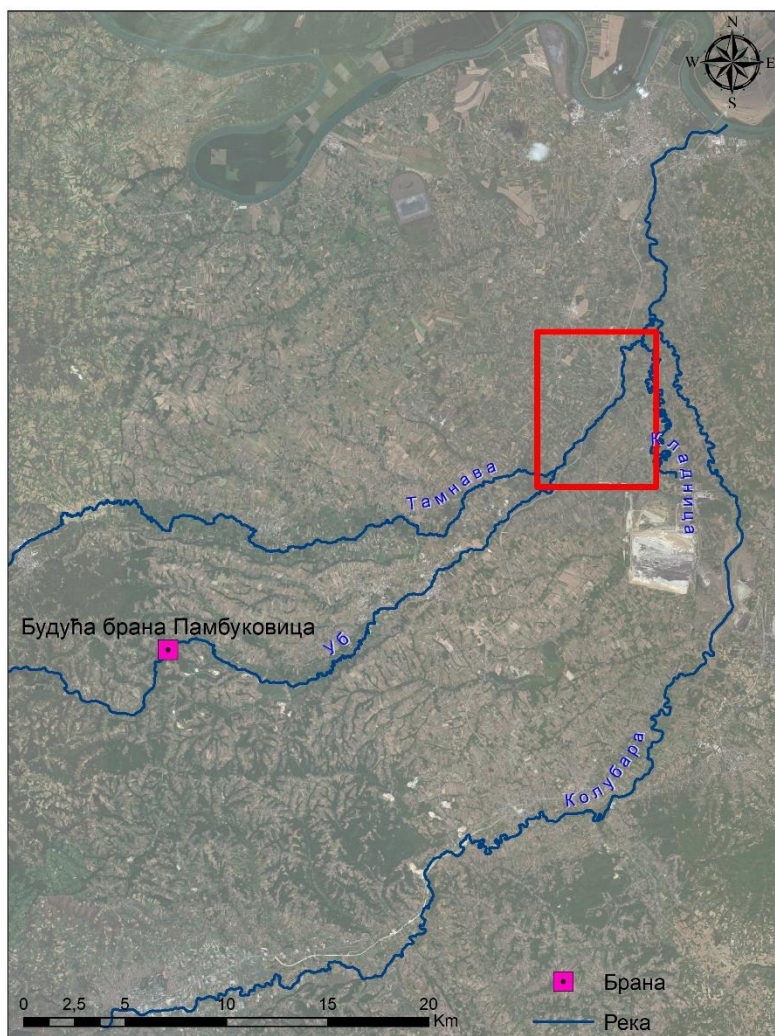 N
W E
S
Кладница
Тамнава
Будућа брана Памбуковица
Уб
Колубара
Брана
0 2,5 5 10 15 20
Km
Река